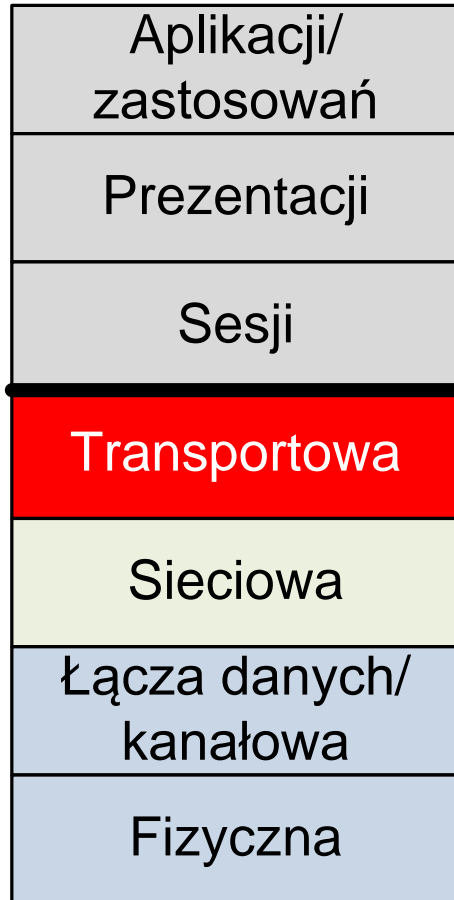 Aplikacji/
zastosowań
Prezentacji
Sesji
Transportowa
Sieciowa
Łącza danych/
kanałowa
Fizyczna